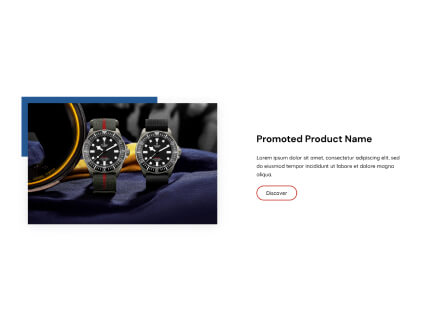 Promoted Product Name
Lorem ipsum dolor sit amet, consectetur adipiscing elit, sed
do eiusmod tempor incididunt ut labore et dolore magna
aliqua.
Discover